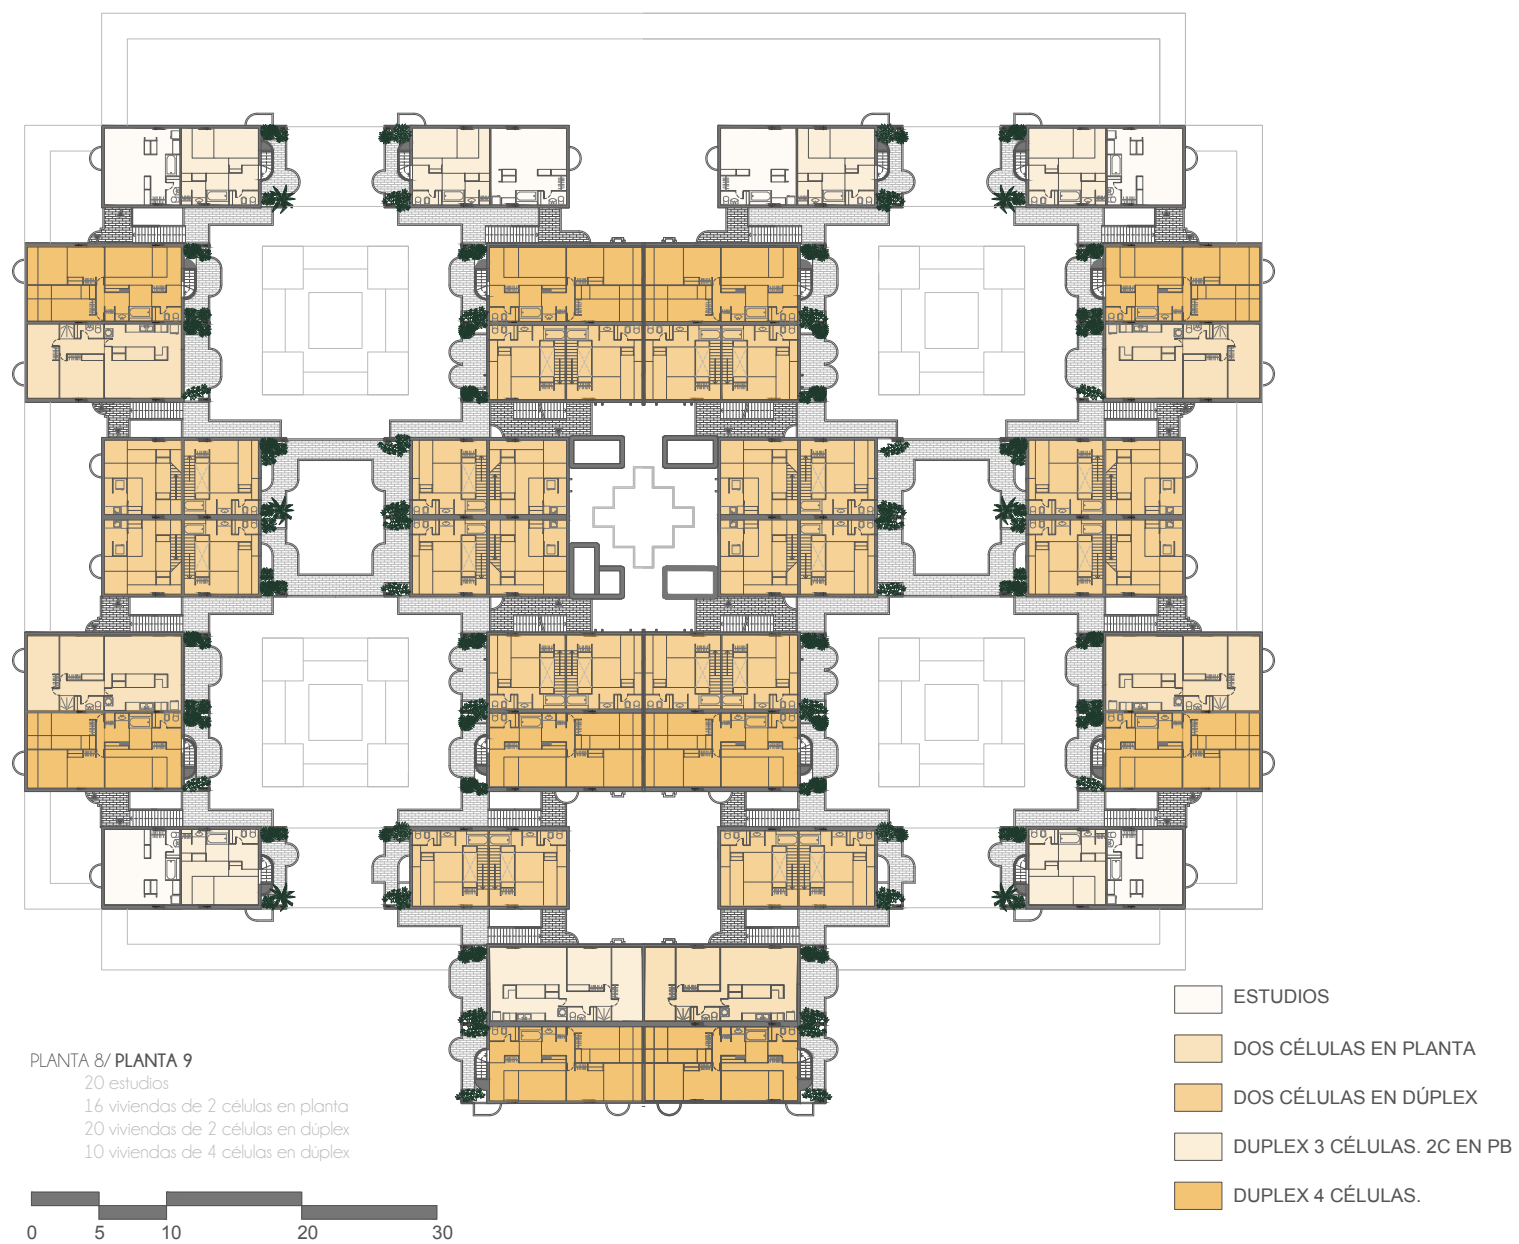 ESTUDIOS
DOS CÉLULAS EN PLANTA
DOS CÉLULAS EN DÚPLEX
DUPLEX 3 CÉLULAS. 2C EN PB
DUPLEX 4 CÉLULAS.
PLANTA 8/ PLANTA 9
20 estudios
16 viviendas de 2 células en planta
20 viviendas de 2 células en dúplex
10 viviendas de 4 células en dúplex
0 5 10 20 30